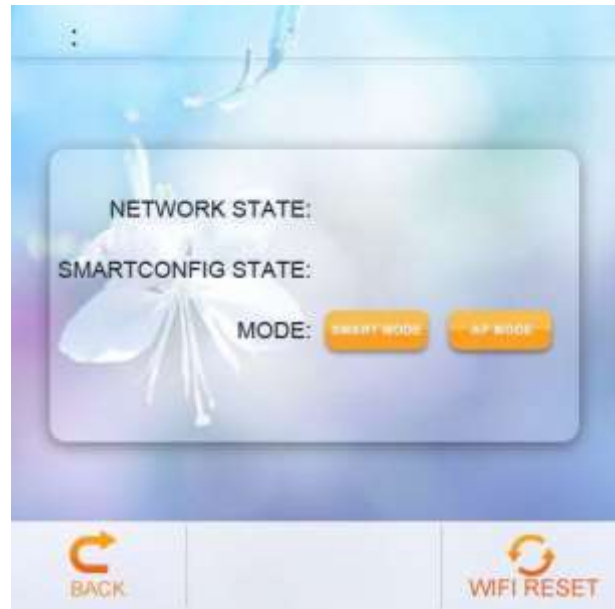 :
NETWORK STATE:
SMARTCONFIG STATE:
MODE: SMART MODE AP MODE
BACK WIFI RESET